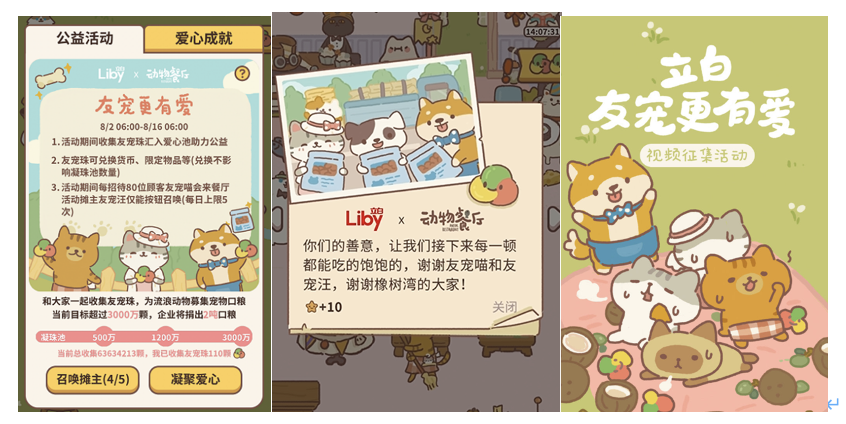 公益活动
爱心成就
Liby立白 x 动物餐厅
友宠更有爱
8/2 06:00-8/16 06:00
1.活动期间收集友宠珠汇入爱心池助力公益
2.友宠珠可兑换货币、限定物品等(兑换不影
响凝珠池数量)
3.活动期间每招待80位顾客友宠喵会来餐厅
活动摊主友宠汪仅能按钮召唤(每日上限5
次)
和大家一起收集友宠珠，为流浪动物募集宠物口粮
当前目标超过3000万颗，企业将捐出2吨口粮
凝珠池 500万 1200万 3000万
当前总收集63634213颗，我已收集友宠珠110颗
召唤摊主(4/5)
凝聚爱心
14:07:31
Liby立白 x 动物餐厅
你们的善意，让我们接下来每一顿
都能吃的饱饱的，谢谢友宠喵和友
宠汪，谢谢橡树湾的大家！
+10
关闭
立白
友宠更有爱
视频征集活动